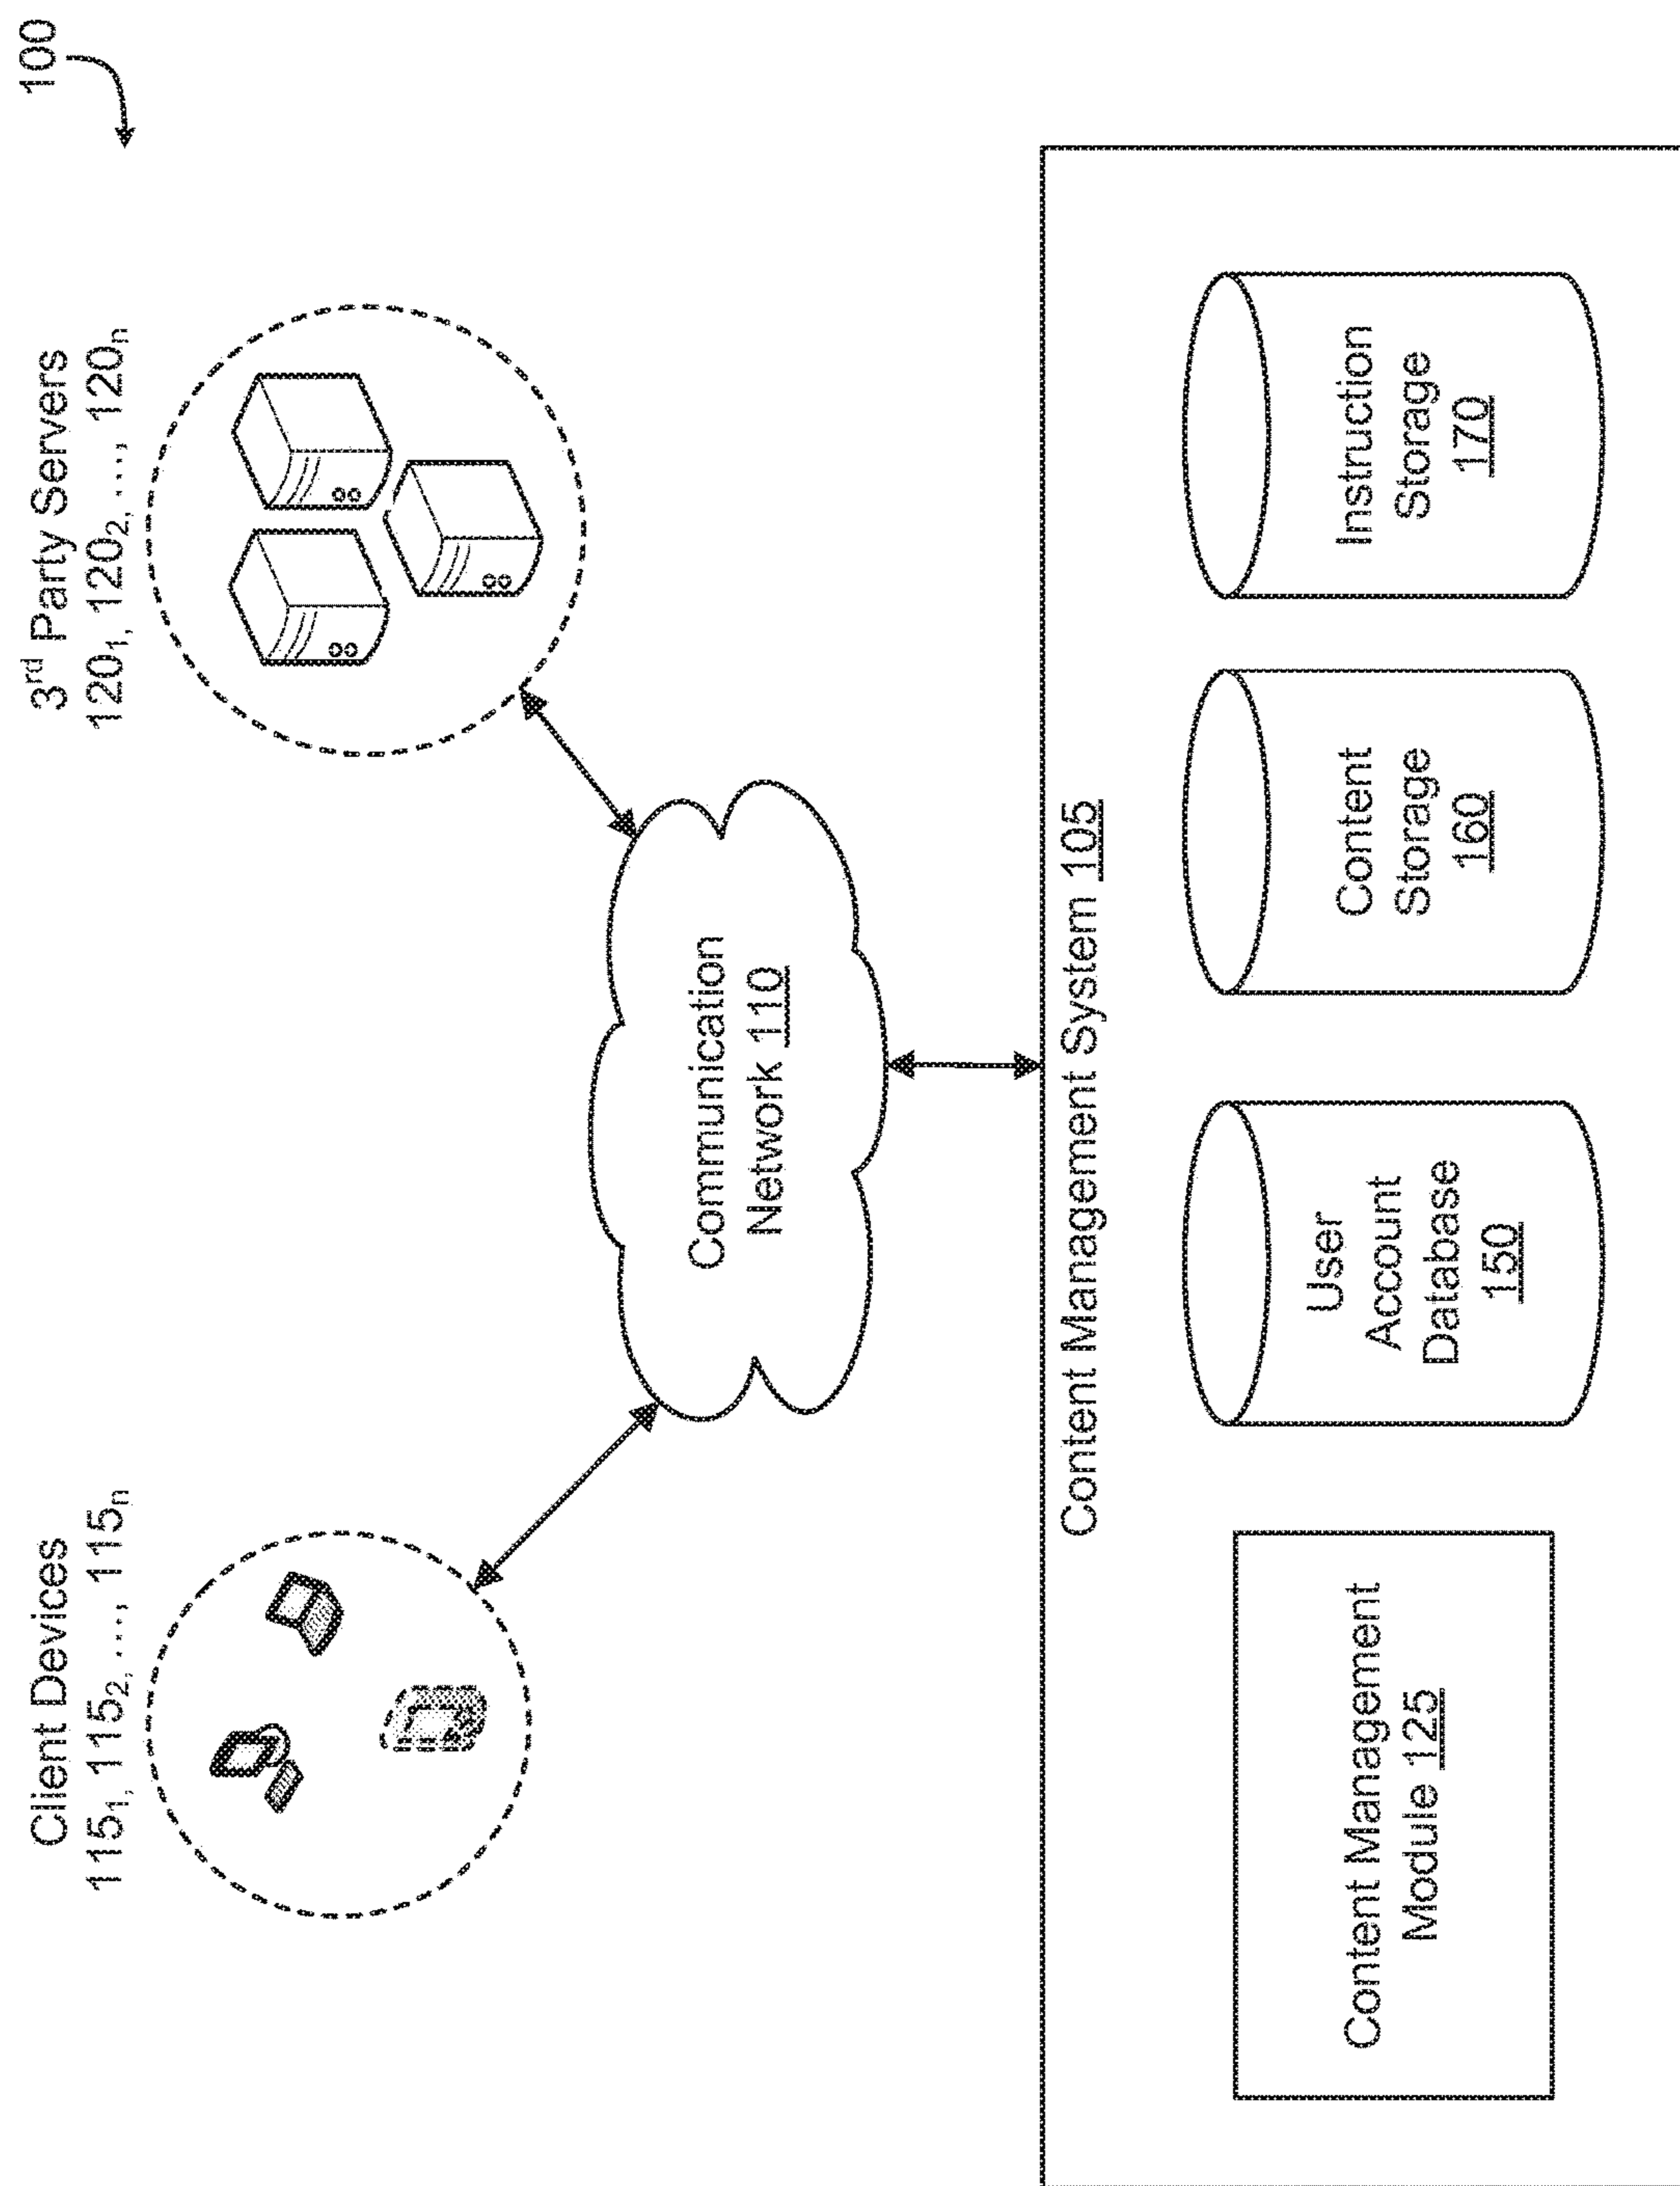 100
Client Devices
115₁, 115₂, ..., 115ₙ
3rd Party Servers
120₁, 120₂, ..., 120ₙ
Communication
Network 110
Content Management System 105
Content Management
Module 125
User
Account
Database
150
Content
Storage
160
Instruction
Storage
170